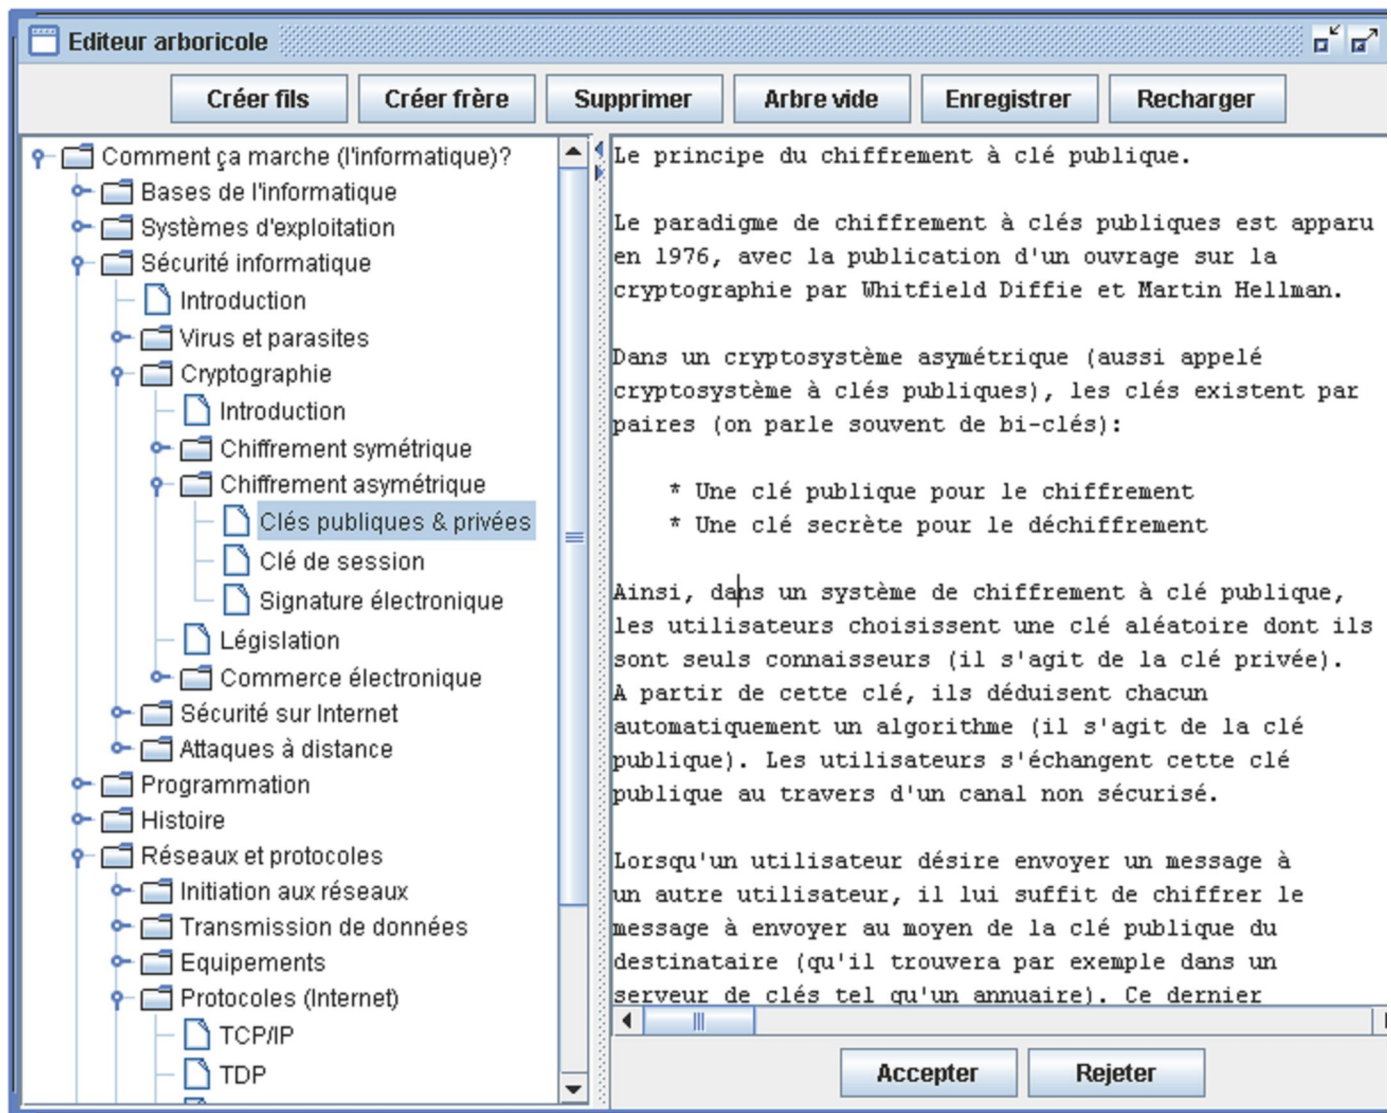 Editeur arboricole
Créer fils
Créer frère
Supprimer
Arbre vide
Enregistrer
Recharger
Comment ça marche (l'informatique)?
Bases de l'informatique
Systèmes d'exploitation
Sécurité informatique
Introduction
Virus et parasites
Cryptographie
Introduction
Chiffrement symétrique
Chiffrement asymétrique
Clés publiques & privées
Clé de session
Signature électronique
Législation
Commerce électronique
Sécurité sur Internet
Attaques à distance
Programmation
Histoire
Réseaux et protocoles
Initiation aux réseaux
Transmission de données
Equipements
Protocoles (Internet)
TCP/IP
TDP
Le principe du chiffrement à clé publique.
Le paradigme de chiffrement à clés publiques est apparu
en 1976, avec la publication d'un ouvrage sur la
cryptographie par Whitfield Diffie et Martin Hellman.
Dans un cryptosystème asymétrique (aussi appelé
cryptosystème à clés publiques), les clés existent par
paires (on parle souvent de bi-clés):
* Une clé publique pour le chiffrement
* Une clé secrète pour le déchiffrement
Ainsi, dans un système de chiffrement à clé publique,
les utilisateurs choisissent une clé aléatoire dont ils
sont seuls connaisseurs (il s'agit de la clé privée).
A partir de cette clé, ils déduisent chacun
automatiquement un algorithme (il s'agit de la clé
publique). Les utilisateurs s'échangent cette clé
publique au travers d'un canal non sécurisé.
Lorsqu'un utilisateur désire envoyer un message à
un autre utilisateur, il lui suffit de chiffrer le
message à envoyer au moyen de la clé publique du
destinataire (qu'il trouvera par exemple dans un
serveur de clés tel qu'un annuaire). Ce dernier
Accepter
Rejeter